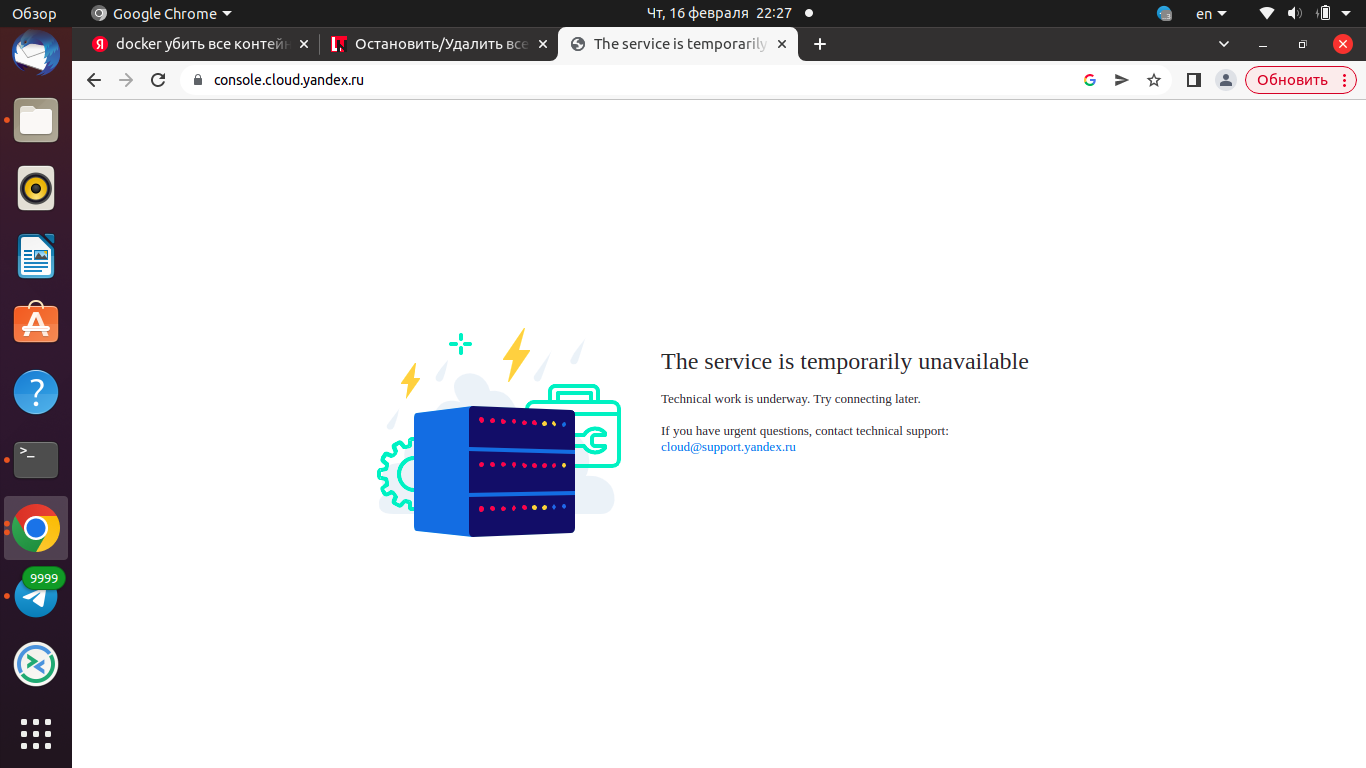 Обзор
Google Chrome
Чт, 16 февраля 22:27
en
Я
docker убить все контейн
Остановить/Удалить все
The service is temporarily
console.cloud.yandex.ru
Обновить
The service is temporarily unavailable
Technical work is underway. Try connecting later.
If you have urgent questions, contact technical support:
cloud@support.yandex.ru
?
>_
9999